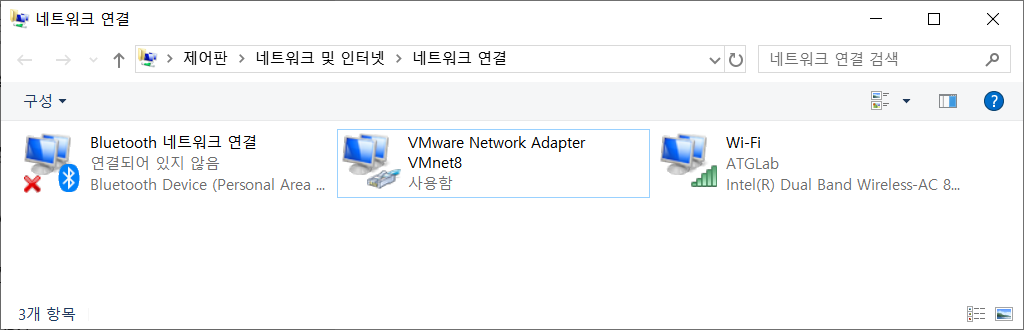 네트워크 연결
제어판 > 네트워크 및 인터넷 > 네트워크 연결
네트워크 연결 검색
구성
Bluetooth 네트워크 연결
연결되어 있지 않음
Bluetooth Device (Personal Area ...
VMware Network Adapter
VMnet8
사용함
Wi-Fi
ATGLab
Intel(R) Dual Band Wireless-AC 8...
3개 항목